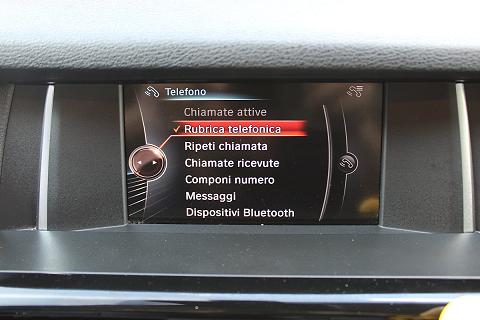 Telefono
Chiamate attive
Rubrica telefonica
Ripeti chiamata
Chiamate ricevute
Componi numero
Messaggi
Dispositivi Bluetooth